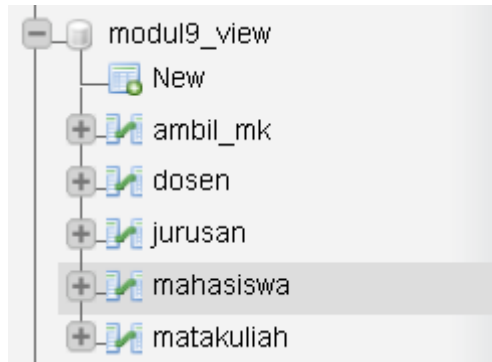 modul9_view
New
ambil_mk
dosen
jurusan
mahasiswa
matakuliah